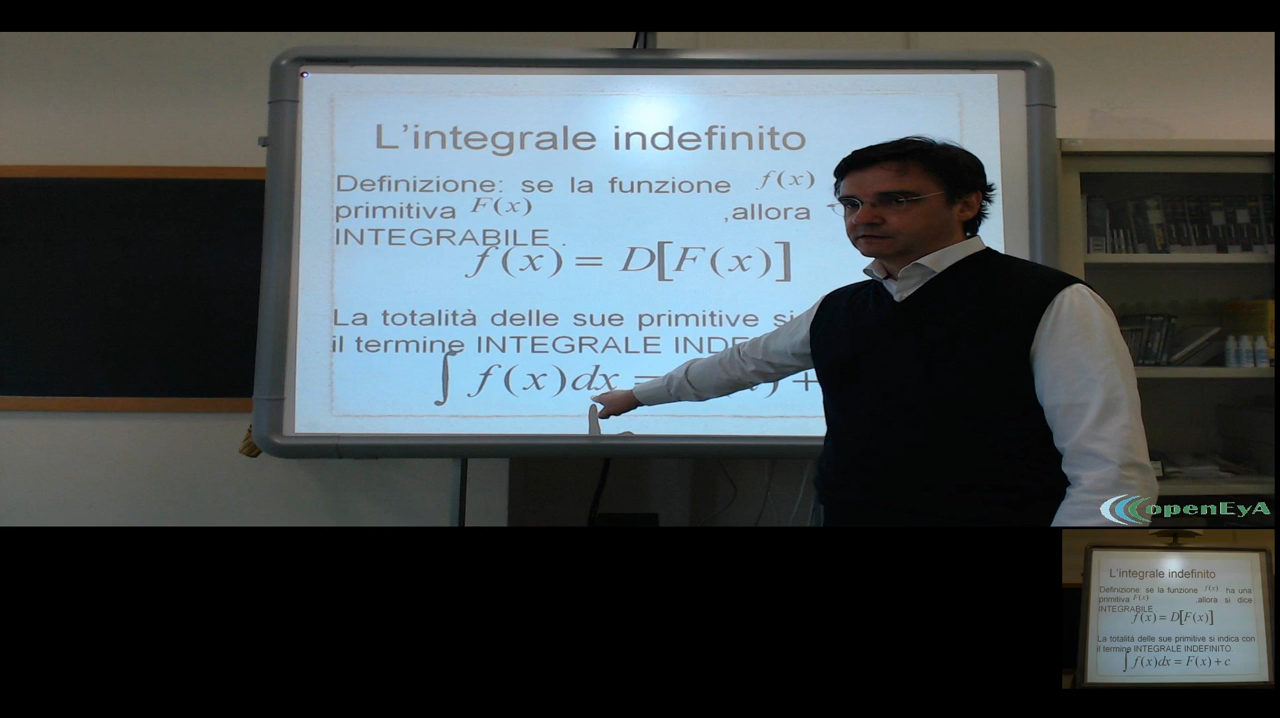 L'integrale indefinito
Definizione: se la funzione f(x)
primitiva F(x) ,allora
INTEGRABILE .
f(x) = D[F(x)]
La totalità delle sue primitive si
il termine INTEGRALE INDE
∫ f(x)dx =
openEyA
L'integrale indefinito
Definizione: se la funzione f(x) ha una
primitiva F(x) ,allora si dice
INTEGRABILE
f(x) = D[F(x)]
La totalità delle sue primitive si indica con
il termine INTEGRALE INDEFINITO
∫ f(x)dx = F(x) + c